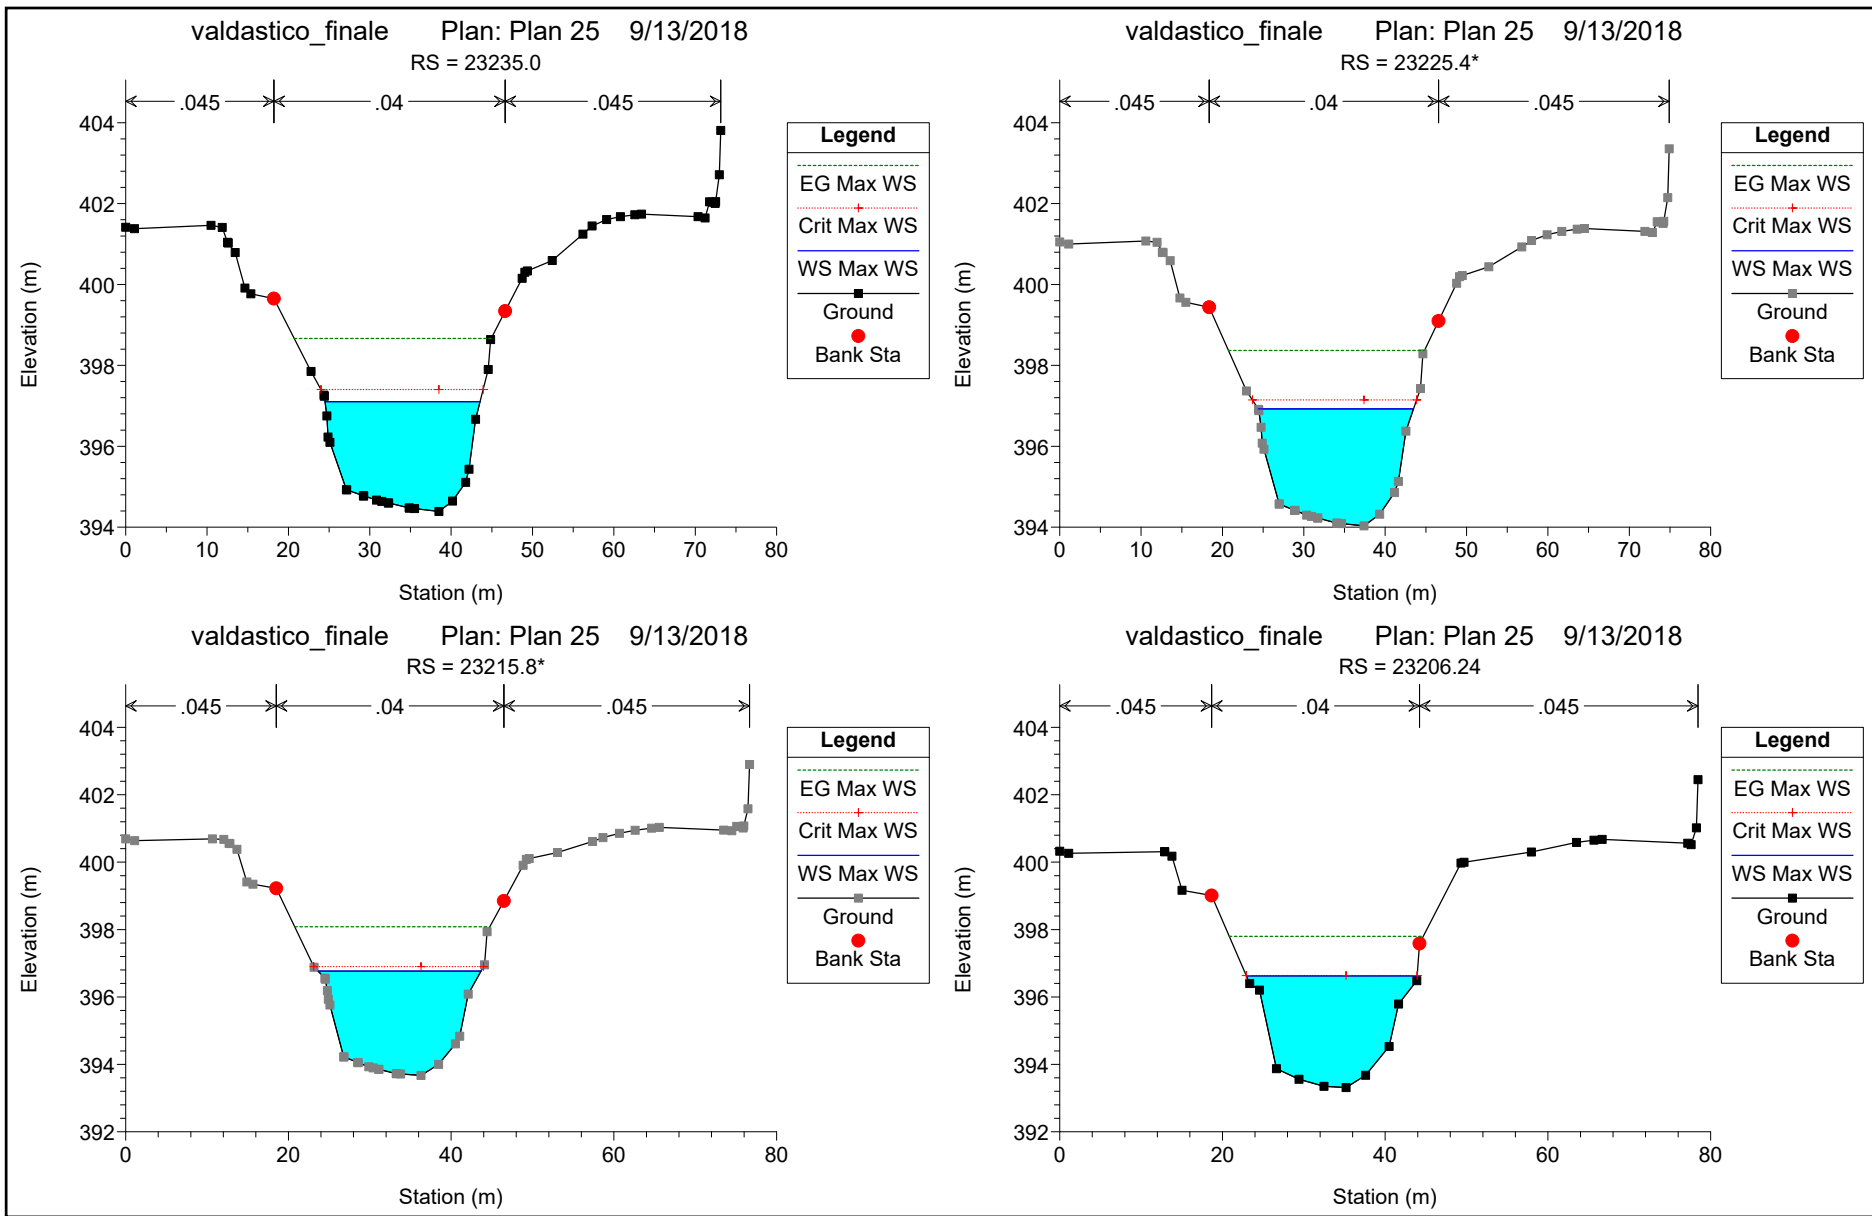 valdastico_finale Plan: Plan 25 9/13/2018
RS = 23235.0
.045 .04 .045
404
402
400
398
396
394
0 10 20 30 40 50 60 70 80
Elevation (m)
Station (m)
Legend
EG Max WS
Crit Max WS
WS Max WS
Ground
Bank Sta
valdastico_finale Plan: Plan 25 9/13/2018
RS = 23225.4*
.045 .04 .045
404
402
400
398
396
394
0 10 20 30 40 50 60 70 80
Elevation (m)
Station (m)
Legend
EG Max WS
Crit Max WS
WS Max WS
Ground
Bank Sta
valdastico_finale Plan: Plan 25 9/13/2018
RS = 23215.8*
.045 .04 .045
404
402
400
398
396
394
392
0 20 40 60 80
Elevation (m)
Station (m)
Legend
EG Max WS
Crit Max WS
WS Max WS
Ground
Bank Sta
valdastico_finale Plan: Plan 25 9/13/2018
RS = 23206.24
.045 .04 .045
404
402
400
398
396
394
392
0 20 40 60 80
Elevation (m)
Station (m)
Legend
EG Max WS
Crit Max WS
WS Max WS
Ground
Bank Sta